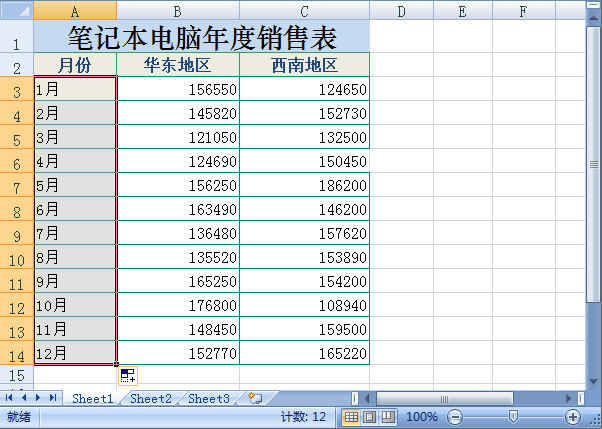 A B C D E F
1 笔记本电脑年度销售表
2 月份 华东地区 西南地区
3 1月 156550 124650
4 2月 145820 152730
5 3月 121050 132500
6 4月 124690 150450
7 5月 156250 186200
8 6月 163490 146200
9 7月 136480 157620
10 8月 135520 153890
11 9月 165250 154200
12 10月 176800 108940
13 11月 148450 159500
14 12月 152770 165220
15
Sheet1 Sheet2 Sheet3
就绪 计数: 12 100%